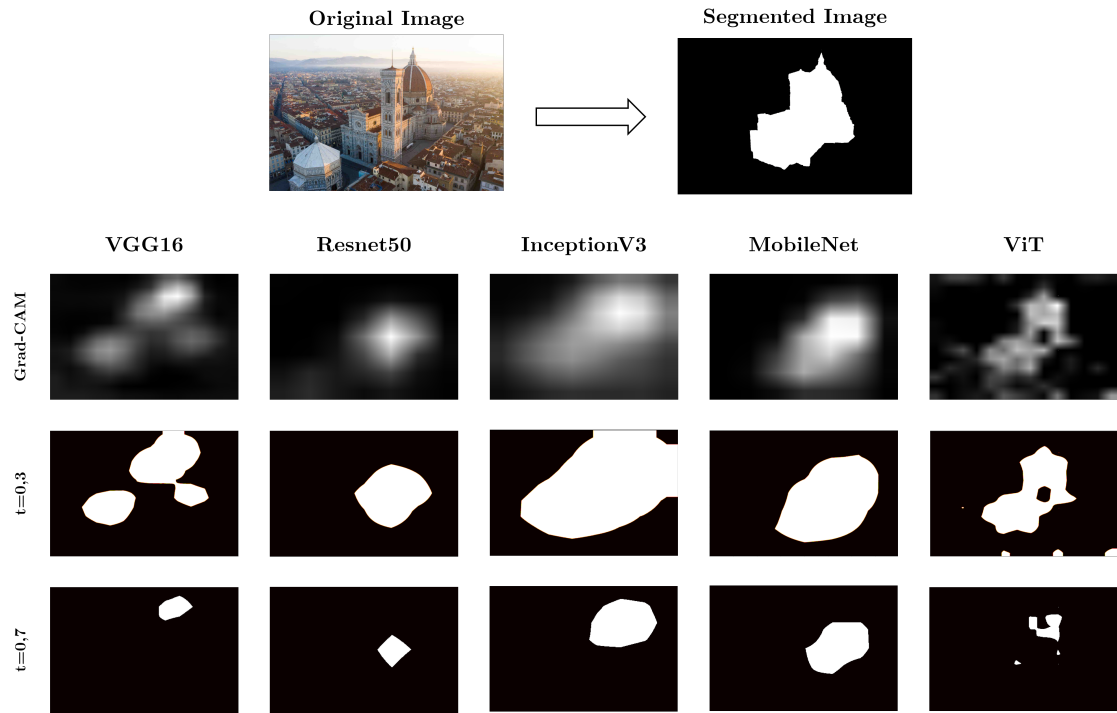 Original Image
Segmented Image
VGG16
Resnet50
InceptionV3
MobileNet
ViT
Grad-CAM
t=0,3
t=0,7